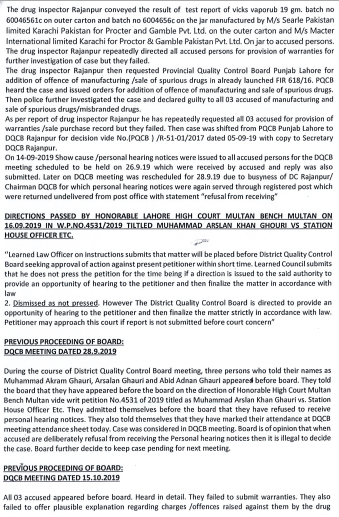 The drug inspector Rajanpur conveyed the result of  test report of vicks vaporub 19 gm. batch no
60046561c on outer carton and batch no 6004656c on the jar manufactured by M/s Searle Pakistan
limited Karachi Pakistan for Procter and Gamble Pvt. Ltd. on the outer carton and M/s Macter
International limited Karachi for Proctor & Gamble Pakistan Pvt. Ltd. On jar to accused persons.
The drug inspector Rajanpur repeatedly directed all accused persons for provision of warranties for
further investigation of case but they failed.
The drug inspector Rajanpur then requested Provincial Quality Control Board Punjab Lahore for
addition of offence of manufacturing /sale of spurious drugs in already launched FIR 618/16. PQCB
heard the case and issued orders for addition of offence of manufacturing and sale of spurious drugs.
Then police further investigated the case and declared guilty to all 03 accused of manufacturing and
sale of spurious drugs/misbranded drugs.
As per report of drug inspector Rajanpur he has repeatedly requested all 03 accused for provision of
warranties /sale purchase record but they failed. Then case was shifted from PQCB Punjab Lahore to
DQCB Rajanpur for decision vide No.(PQCB ) /R-51-01/2017 dated 05-09-19 with copy to Secretary
DQCB Rajanpur.
On 14-09-2019 Show cause /personal hearing notices were issued to all accused persons for the DQCB
meeting scheduled to be held on 26.9.19 which were received by accused and reply was also
submitted. Later on DQCB meeting was rescheduled for 28.9.19 due to busyness of DC Rajanpur/
Chairman DQCB for which personal hearing notices were again served through registered post which
were returned undelivered from post office with statement "refusal from receiving"
DIRECTIONS PASSED BY HONORABLE LAHORE HIGH COURT MULTAN BENCH MULTAN ON
16.09.2019 IN W.P.NO.4531/2019 TILTLED MUHAMMAD ARSLAN KHAN GHOURI VS STATION
HOUSE OFFICER ETC.
"Learned Law Officer on Instructions submits that matter will be placed before District Quality Control
Board seeking approval of action against present petitioner within short time. Learned Council submits
that he does not press the petition for the time being if a direction is issued to the said authority to
provide an opportunity of hearing to the petitioner and then finalize the matter in accordance with
law
2. Dismissed as not pressed. However The District Quality Control Board is directed to provide an
opportunity of hearing to the petitioner and then finalize the matter strictly in accordance with law.
Petitioner may approach this court if report is not submitted before court concern"
PREVIOUS PROCEEDING OF BOARD:
DQCB MEETING DATED 28.9.2019
During the course of District Quality Control Board meeting, three persons who told their names as
Muhammad Akram Ghauri, Arsalan Ghauri and Abid Adnan Ghauri appeared before board. They told
the board that they have appeared before the board on the direction of Honorable High Court Multan
Bench Multan vide writ petition No.4531 of 2019 titled as Muhammad Arslan Khan Ghauri vs. Station
House Officer Etc. They admitted themselves before the board that they have refused to receive
personal hearing notices. They also told themselves that they have marked their attendance at DQCB
meeting attendance sheet today. Case was considered in DQCB meeting. Board is of opinion that when
accused are deliberately refusal from receiving the Personal hearing notices then it is illegal to decide
the case. Board further decide to keep case pending for next meeting.
PREVIOUS PROCEEDING OF BOARD:
DQCB MEETING DATED 15.10.2019
All 03 accused appeared before board. Heard in detail. They failed to submit warranties. They also
failed to offer plausible explanation regarding charges /offences raised against them by the drug